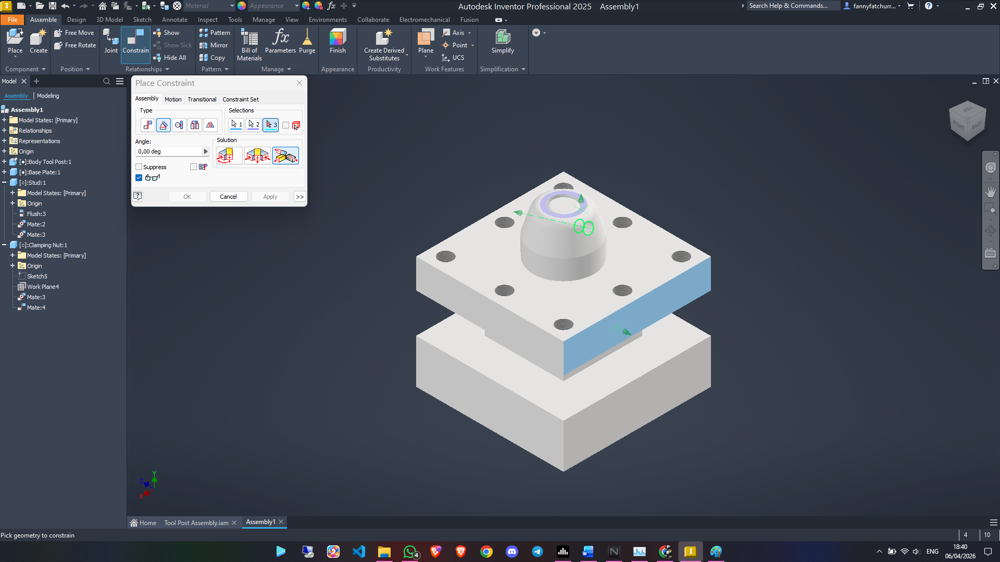 Material
Appearance
fx
Autodesk Inventor Professional 2025 Assembly1
Search Help & Commands...
fannyfatchurr...
File Assemble Design 3D Model Sketch Annotate Inspect Tools Manage View Environments Collaborate Electromechanical Fusion
Place
Create
Free Move
Free Rotate
Joint
Constrain
Show
Show Sick
Hide All
Pattern
Mirror
Copy
Bill of
Materials
fx
Parameters
Purge
Finish
Create Derived
Substitutes
Plane
Axis
Point
UCS
Simplify
Component Position Relationships Pattern Manage Appearance Productivity Work Features Simplification
Model
Assembly | Modeling
Assembly1
Model States: [Primary]
Relationships
Representations
Origin
[●]:Body Tool Post:1
[●]:Base Plate:1
[○]:Stud:1
Model States: [Primary]
Origin
Flush:3
Mate:2
Mate:3
[○]:Clamping Nut:1
Model States: [Primary]
Origin
Sketch5
Work Plane4
Mate:3
Mate:4
Place Constraint
Assembly Motion Transitional Constraint Set
Type
Selections
1 2 3
Angle:
0,00 deg
Solution
Suppress
OK Cancel Apply >>
TOP
RIGHT
BACK
Y
Z
X
Home Tool Post Assembly.iam Assembly1
Pick geometry to constrain
4 10
4
ENG
18:40
06/04/2026